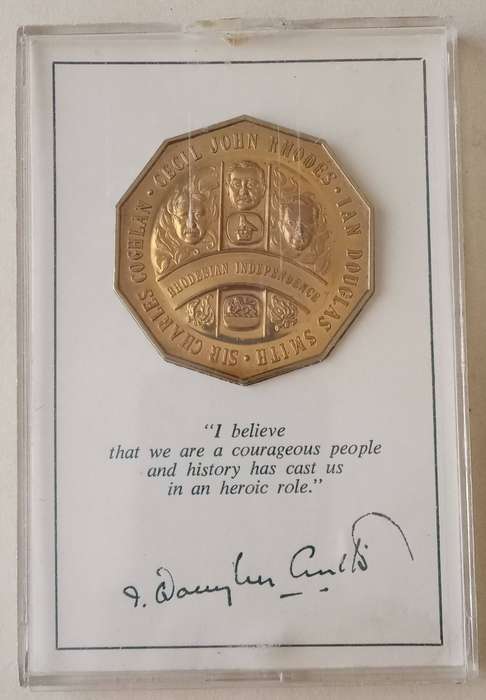 SIR CHARLES COCHLAN · CECIL JOHN RHODES · IAN DOUGLAS SMITH ·
RHODESIAN INDEPENDENCE
"I believe
that we are a courageous people
and history has cast us
in an heroic role."
I. Douglas Smith